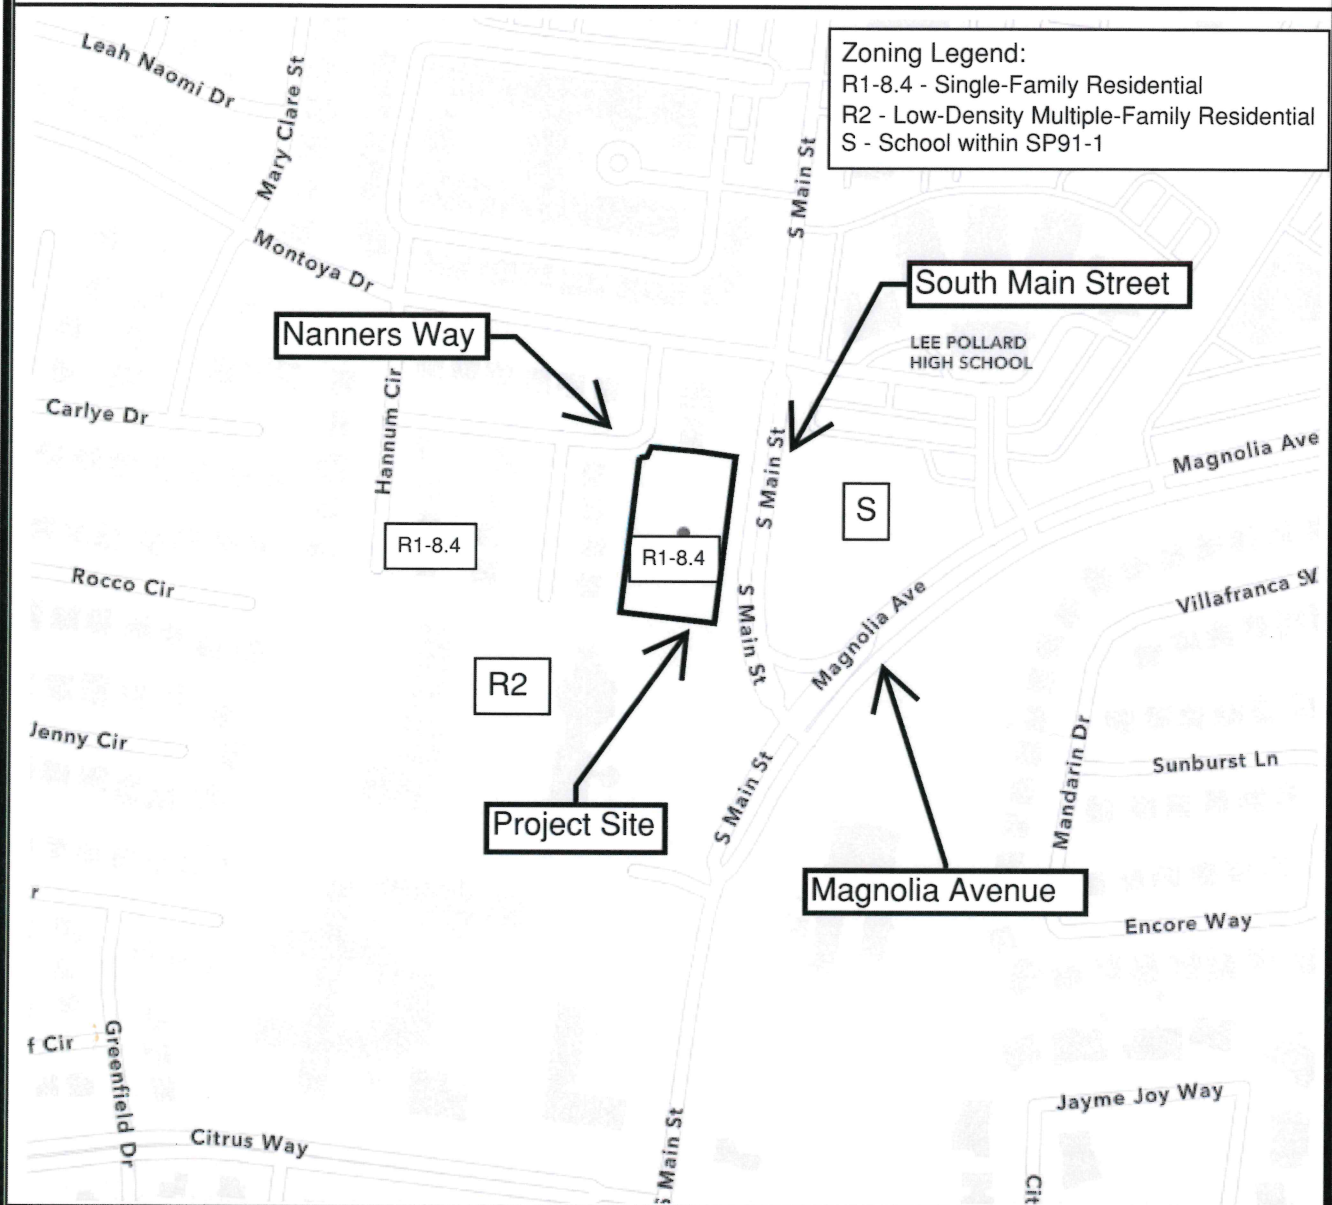 Zoning Legend:
R1-8.4 - Single-Family Residential
R2 - Low-Density Multiple-Family Residential
S - School within SP91-1
Leah Naomi Dr
Mary Clare St
S Main St
Montoya Dr
South Main Street
Nanners Way
LEE POLLARD
HIGH SCHOOL
Hannum Cir
Carlye Dr
S Main St
Magnolia Ave
S
R1-8.4
R1-8.4
Rocco Cir
S Main St
Magnolia Ave
Villafranca
R2
Jenny Cir
Mandarin Dr
Sunburst Ln
S Main St
Project Site
Magnolia Avenue
r
Encore Way
f Cir
Greenfield Dr
Jayme Joy Way
Citrus Way
S Main St
Cit